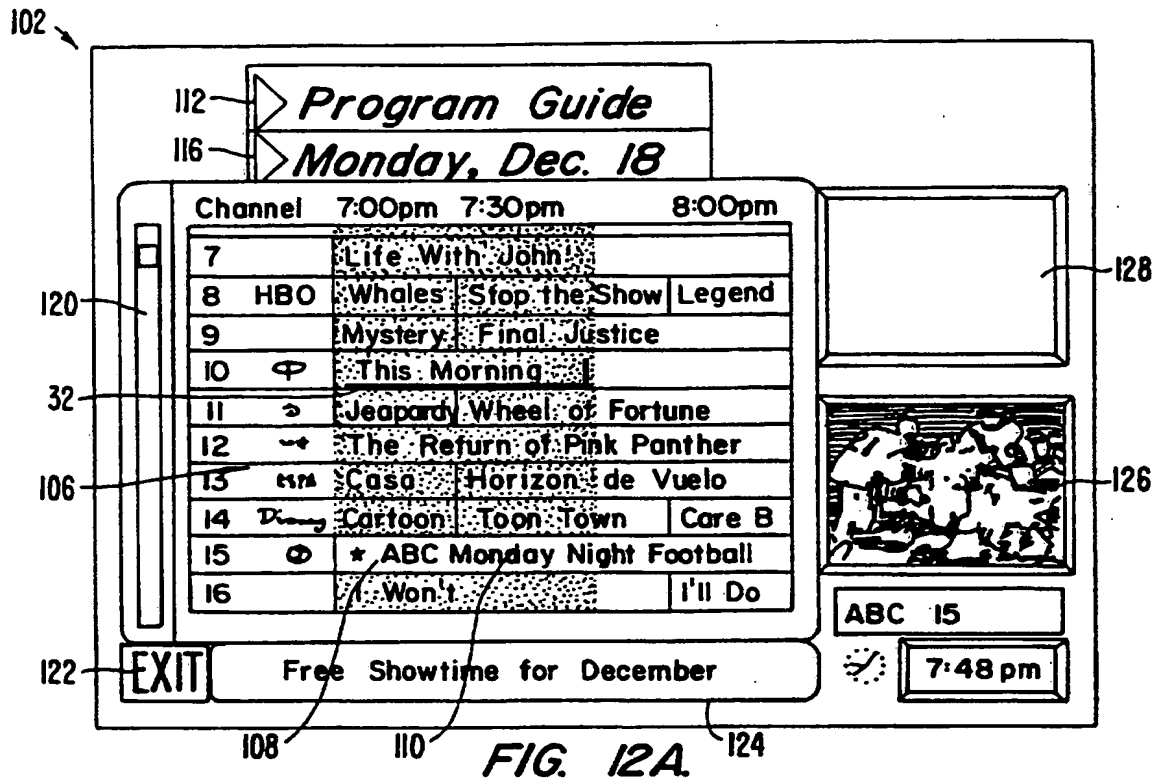 102
112 Program Guide
116 Monday, Dec. 18
Channel 7:00pm 7:30pm 8:00pm
7 Life With John
8 HBO Whales Stop the Show Legend
128
120
9 Mystery Final Justice
10 This Morning
32
11 Jeapardy Wheel of Fortune
12 The Return of Pink Panther
106
13 ESPN Casa Horizon de Vuelo
126
14 Disney Cartoon Toon Town Care B
15 * ABC Monday Night Football
16 I Won't I'll Do
ABC 15
122 EXIT Free Showtime for December 7:48 pm
108 110 124
FIG. 12A.